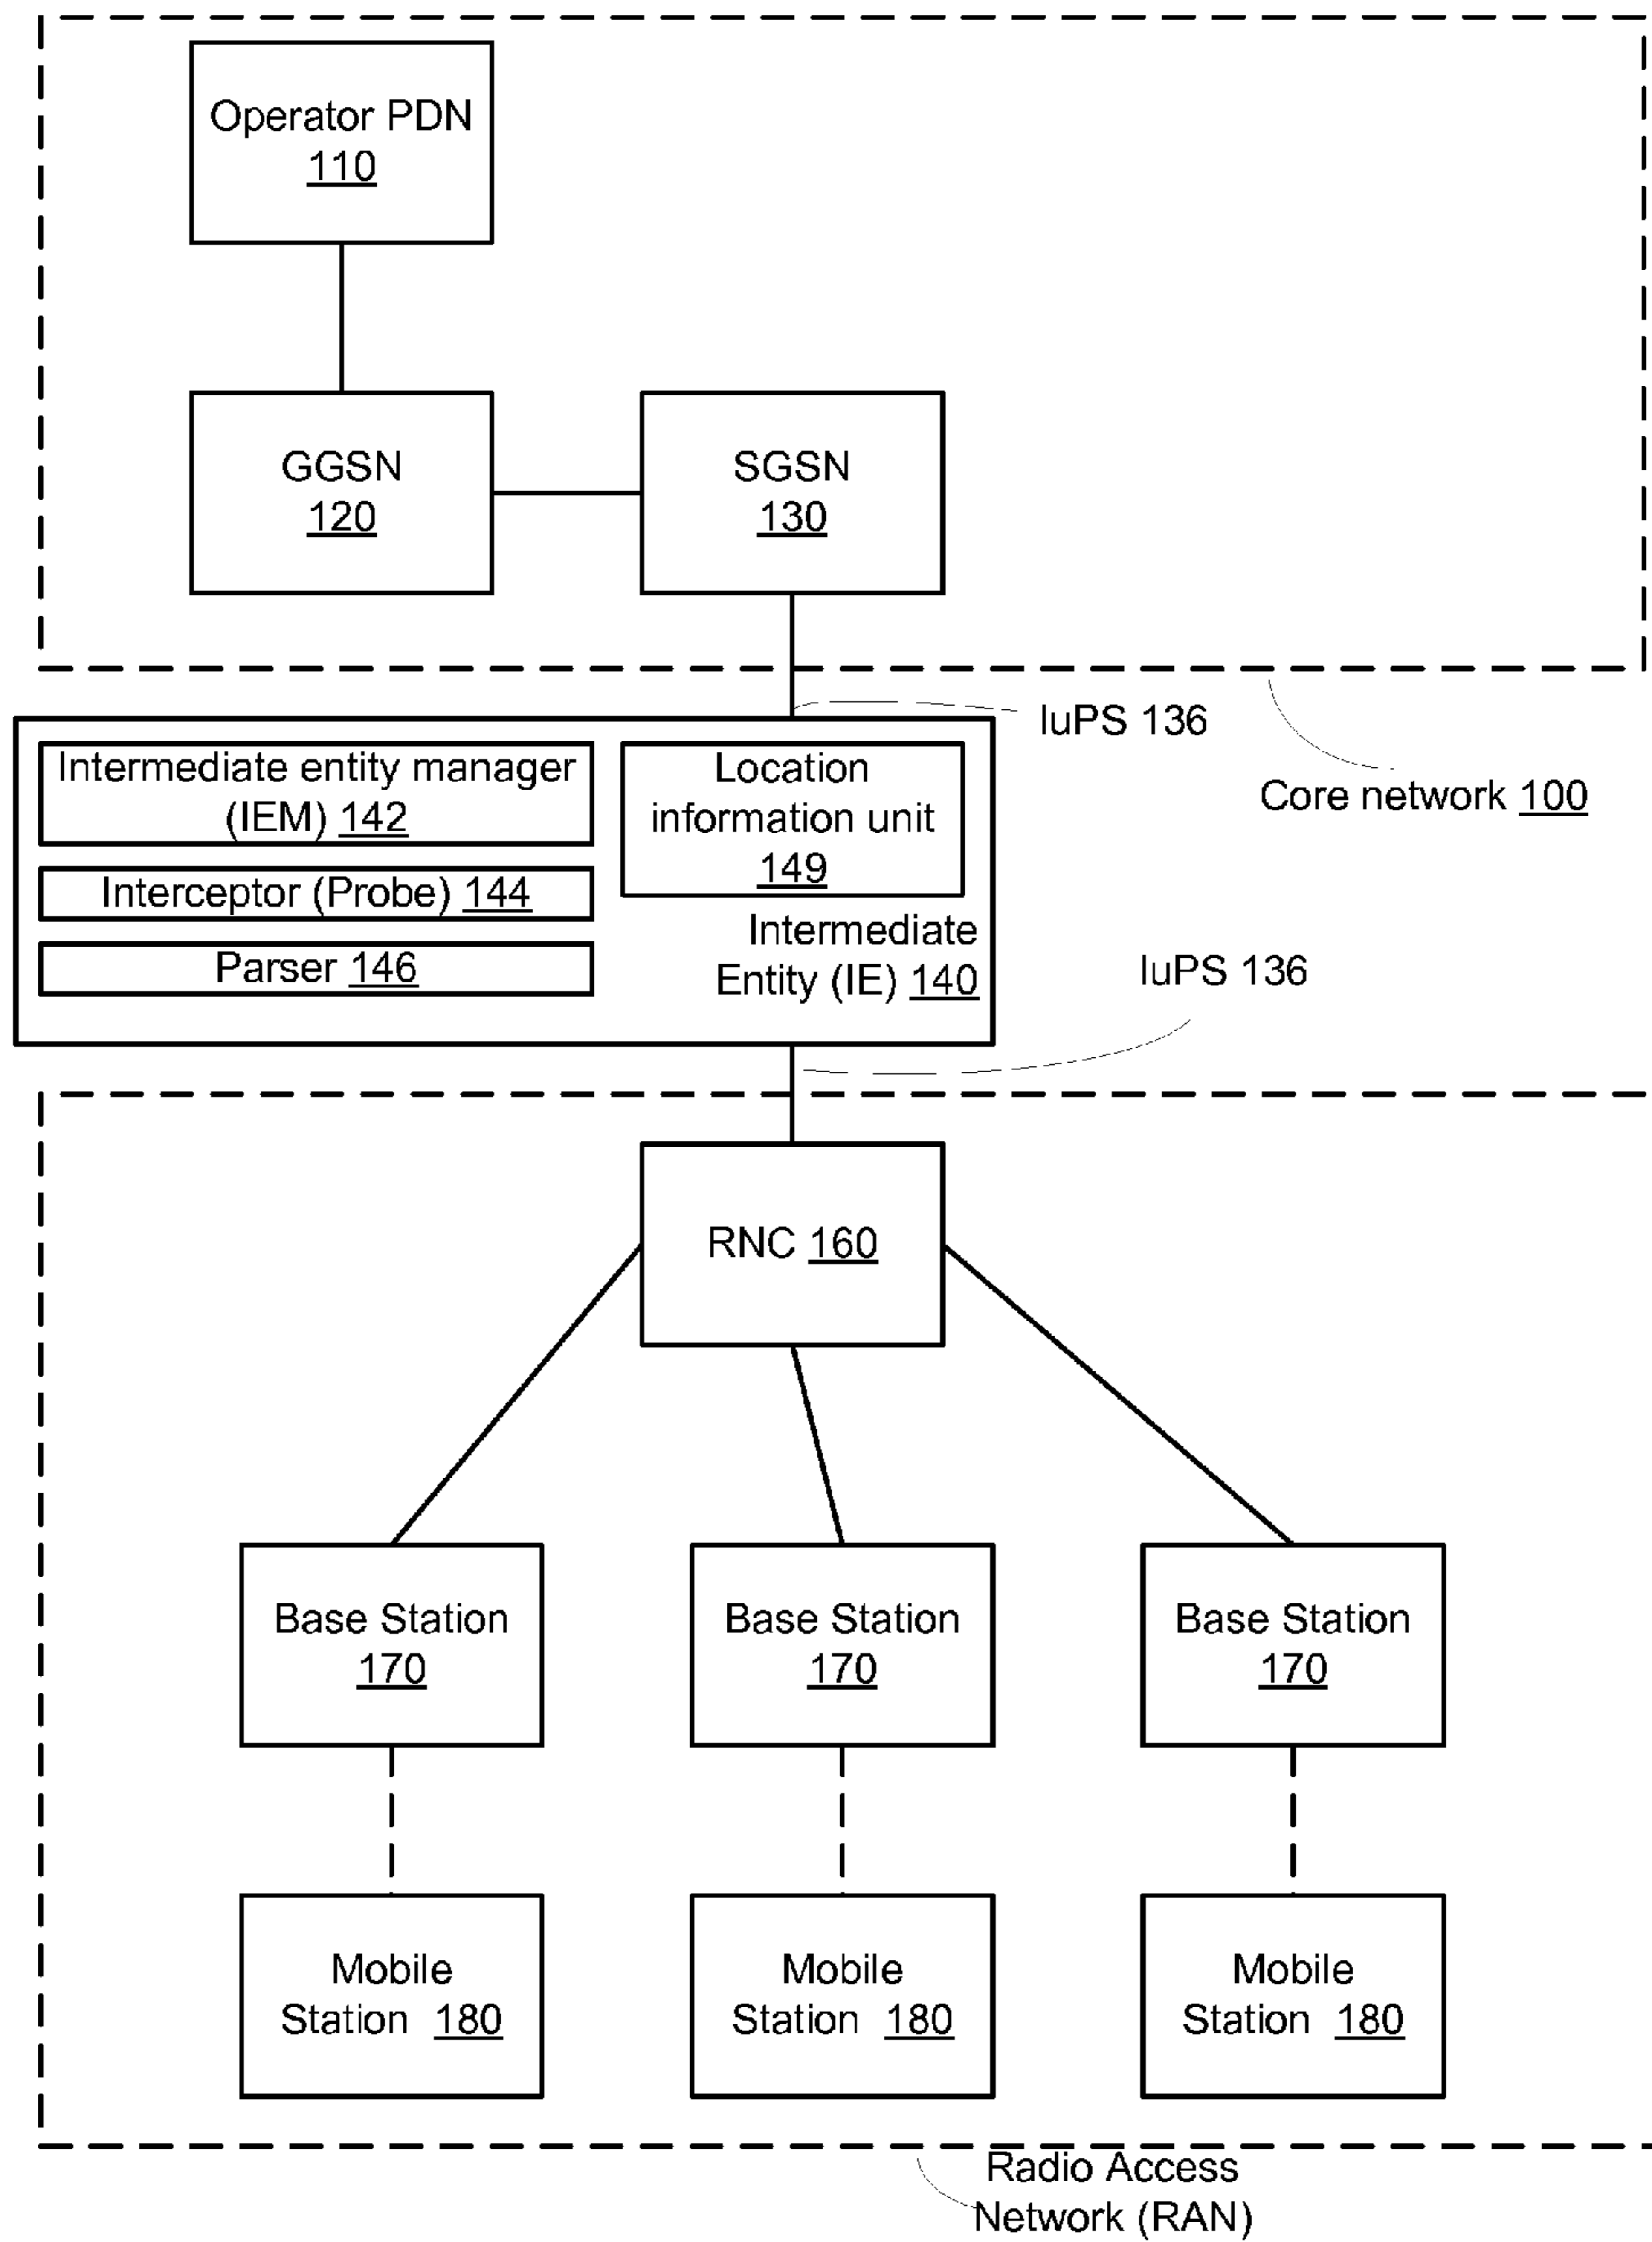 Operator PDN
110
GGSN
120
SGSN
130
IuPS 136
Core network 100
Intermediate entity manager
(IEM) 142
Interceptor (Probe) 144
Parser 146
Location
information unit
149
Intermediate
Entity (IE) 140
IuPS 136
RNC 160
Base Station
170
Base Station
170
Base Station
170
Mobile
Station 180
Mobile
Station 180
Mobile
Station 180
Radio Access
Network (RAN)